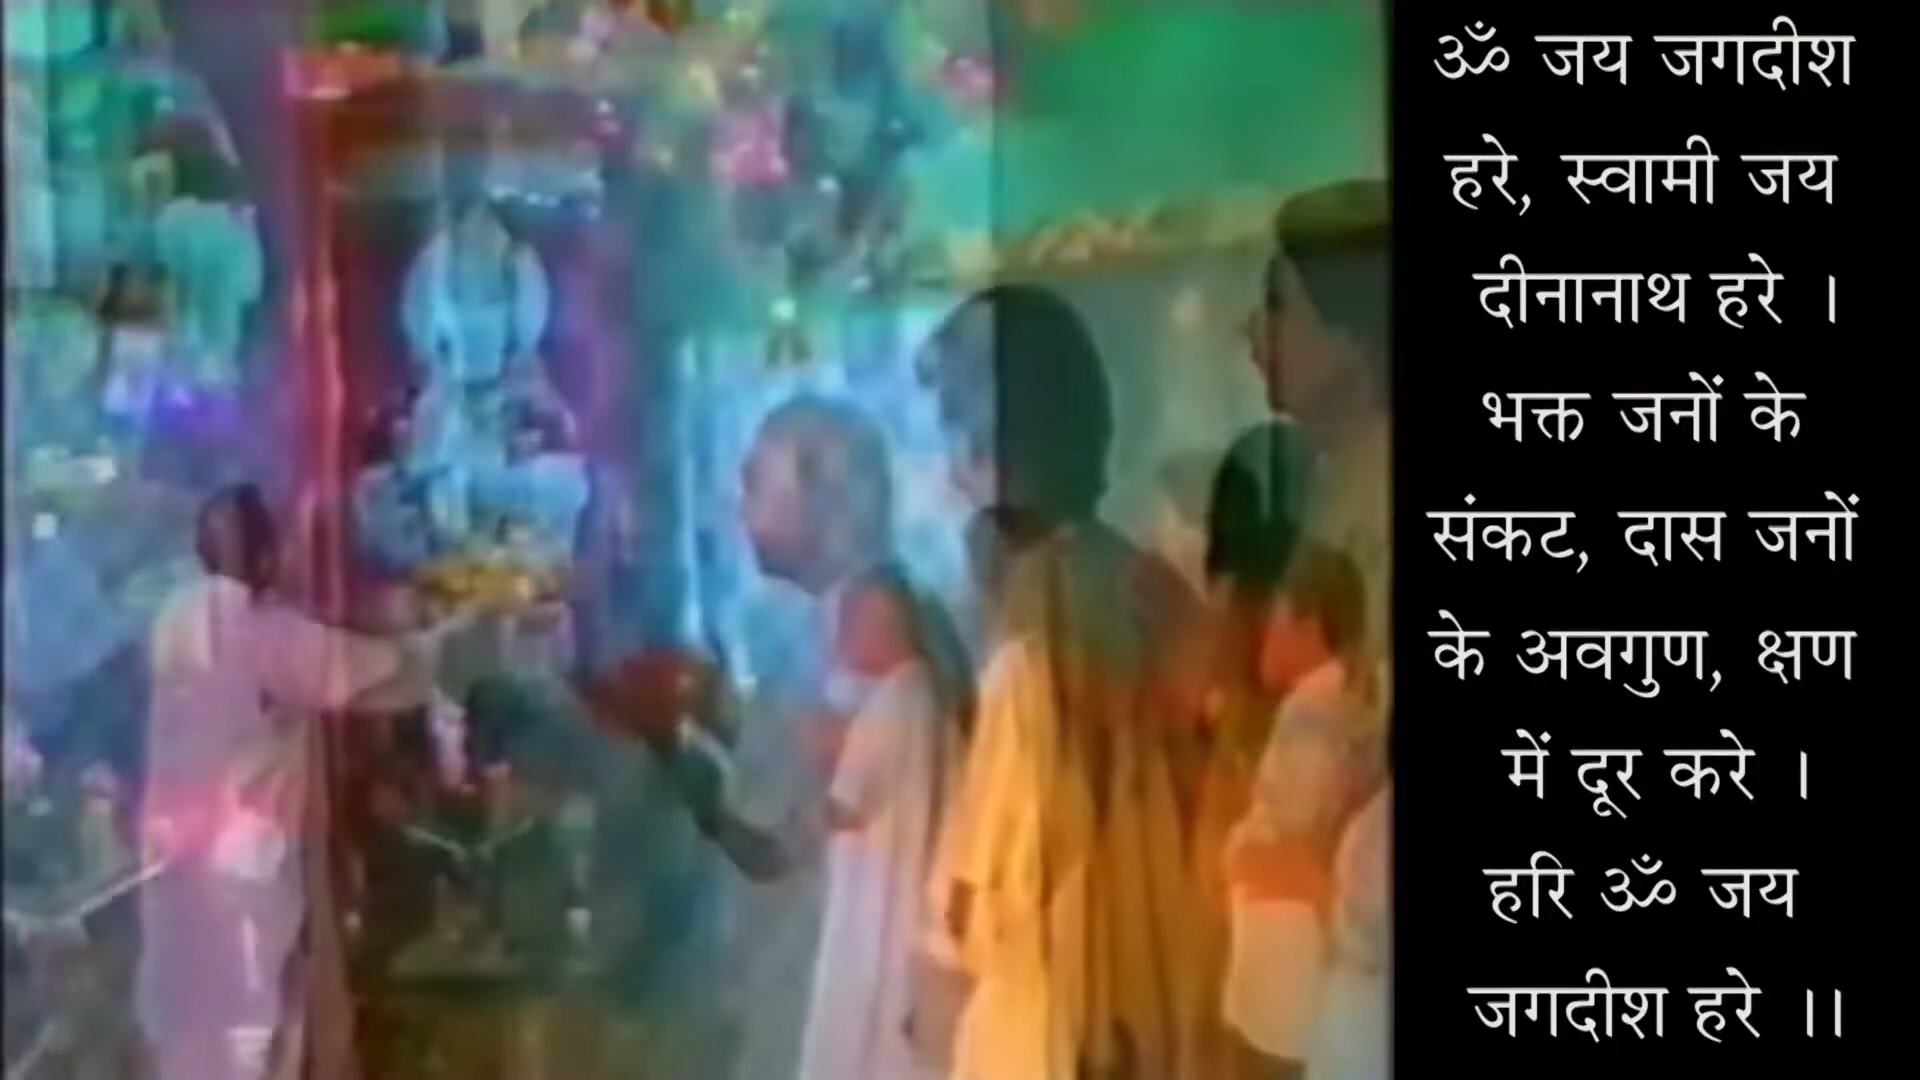 ॐ जय जगदीश
हरे, स्वामी जय
दीनानाथ हरे ।
भक्त जनों के
संकट, दास जनों
के अवगुण, क्षण
में दूर करे ।
हरि ॐ जय
जगदीश हरे ।।